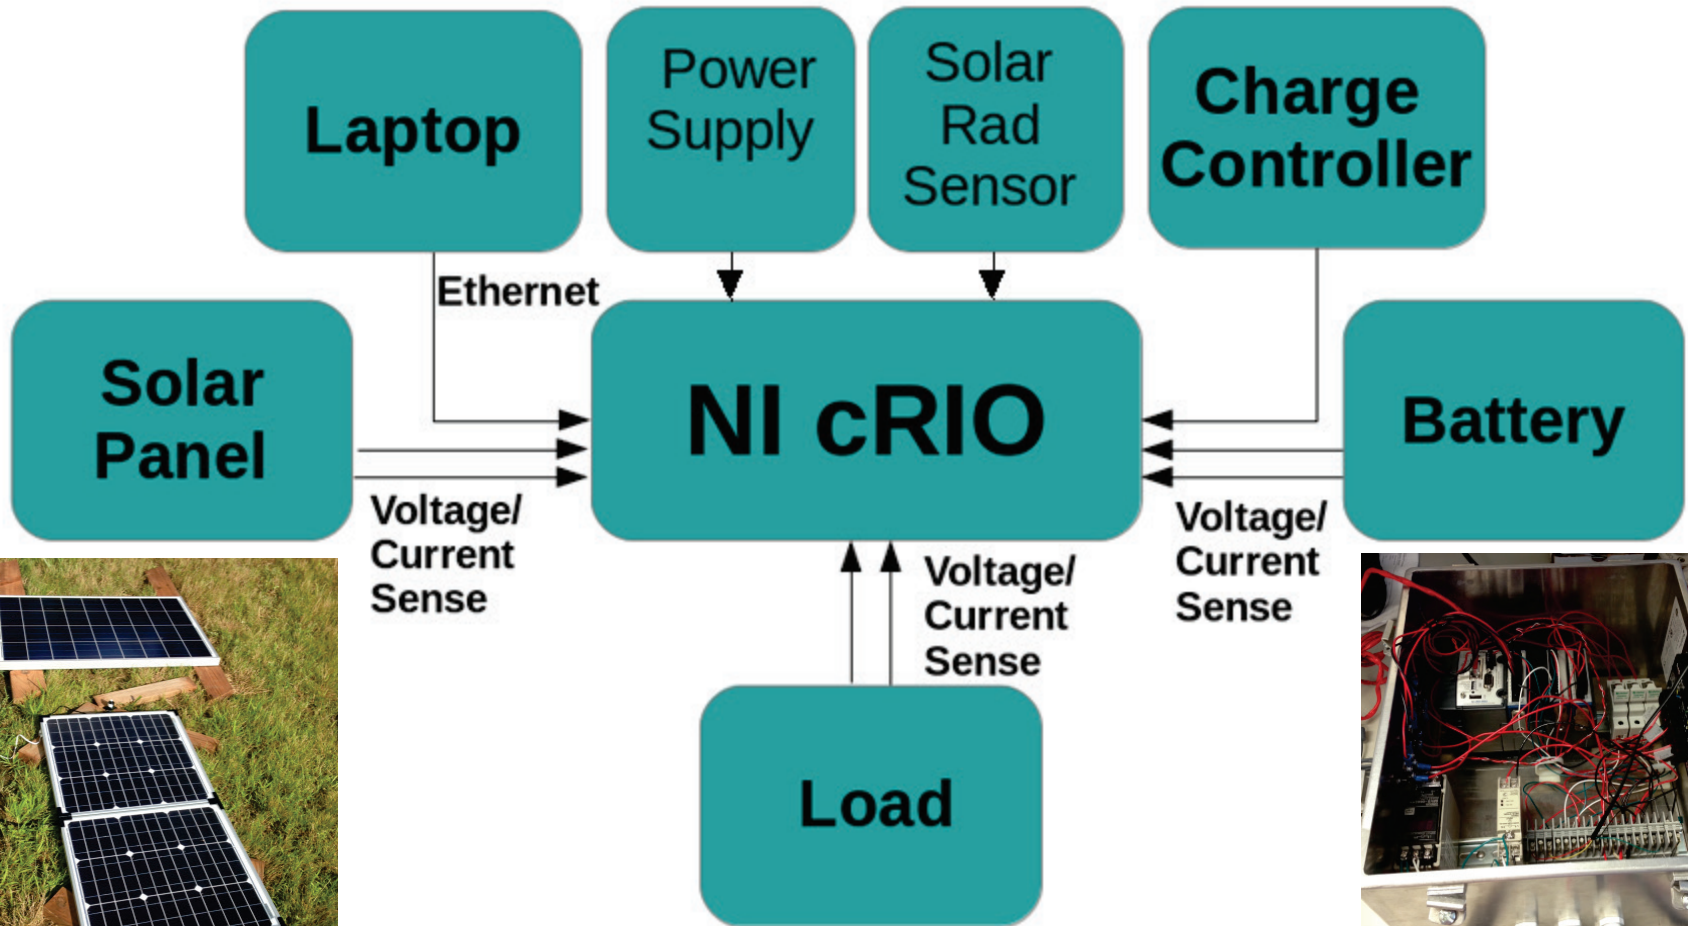 Laptop
Power
Supply
Solar
Rad
Sensor
Charge
Controller
Ethernet
Solar
Panel
NI cRIO
Battery
Voltage/
Current
Sense
Voltage/
Current
Sense
Voltage/
Current
Sense
Load